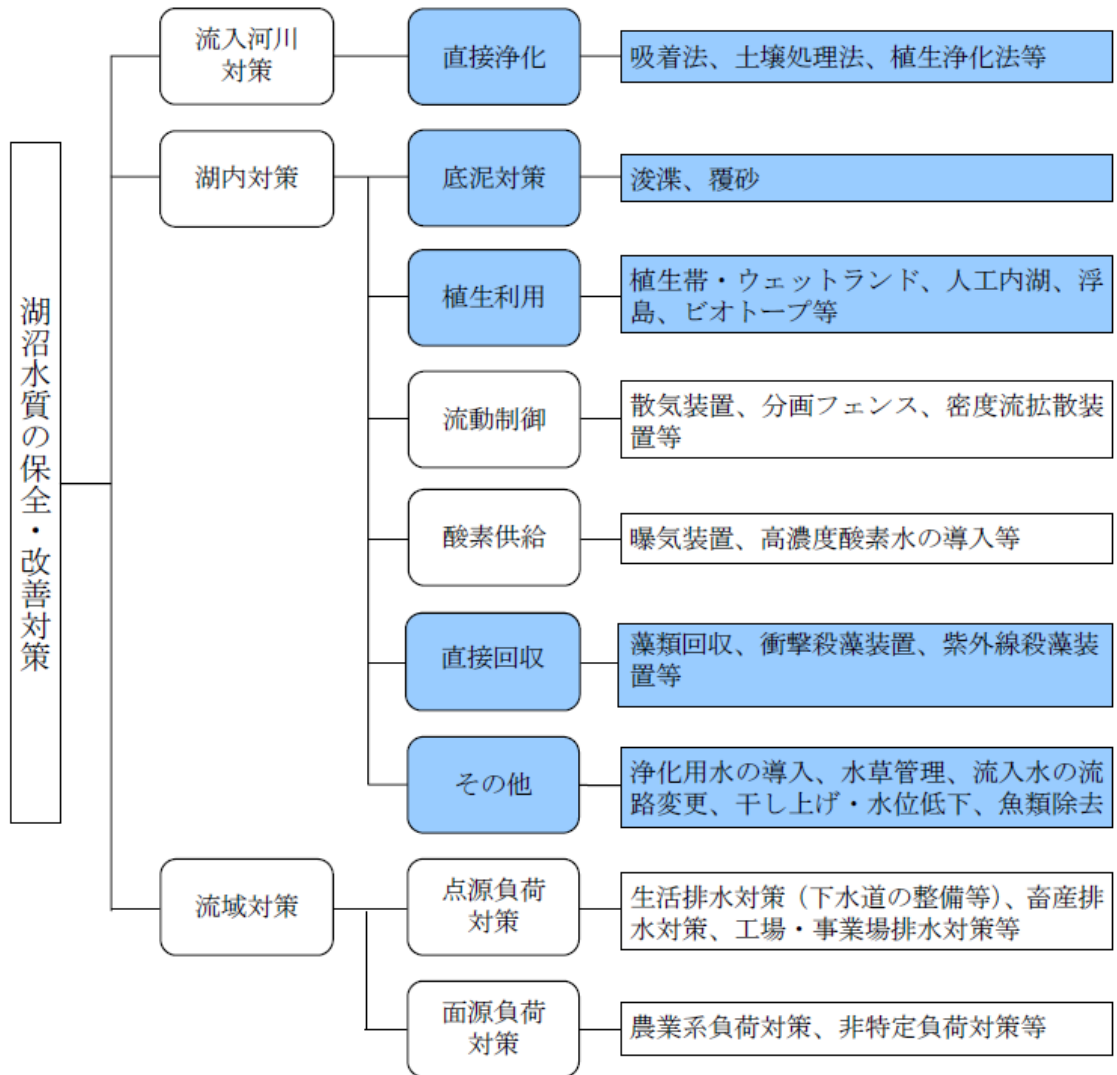 湖沼水質の保全・改善対策
流入河川
対策
直接浄化
吸着法、土壌処理法、植生浄化法等
湖内対策
底泥対策
浚渫、覆砂
植生利用
植生帯・ウェットランド、人工内湖、浮
島、ビオトープ等
流動制御
散気装置、分画フェンス、密度流拡散装
置等
酸素供給
曝気装置、高濃度酸素水の導入等
直接回収
藻類回収、衝撃殺藻装置、紫外線殺藻装
置等
その他
浄化用水の導入、水草管理、流入水の流
路変更、干し上げ・水位低下、魚類除去
流域対策
点源負荷
対策
生活排水対策（下水道の整備等）、畜産排
水対策、工場・事業場排水対策等
面源負荷
対策
農業系負荷対策、非特定負荷対策等